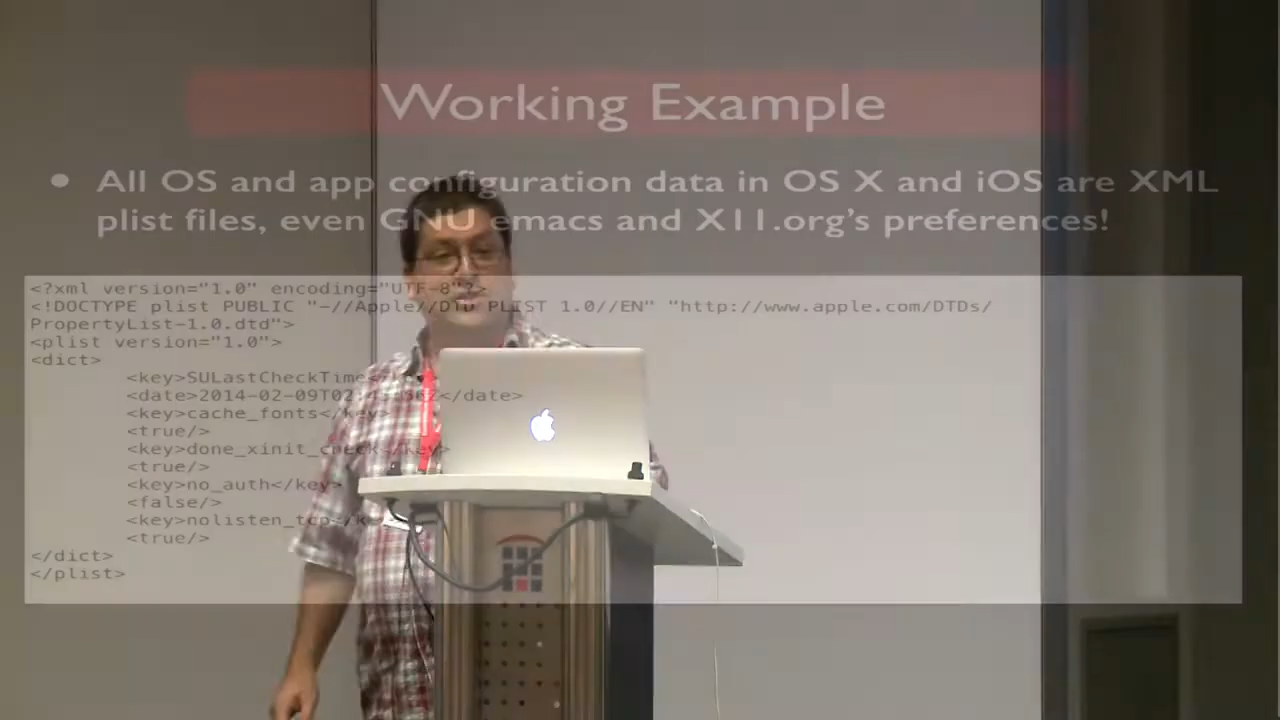 Working Example
• All OS and app configuration data in OS X and iOS are XML
plist files, even GNU emacs and X11.org's preferences!
<?xml version="1.0" encoding="UTF-8"?>
<!DOCTYPE plist PUBLIC "-//Apple//DTD PLIST 1.0//EN" "http://www.apple.com/DTDs/
PropertyList-1.0.dtd">
<plist version="1.0">
<dict>
<key>SULastCheckTime
<date>2014-02-09T02: </date>
<key>cache_fonts</key>
<true/>
<key>done_xinit_check</key>
<true/>
<key>no_auth</key>
<false/>
<key>nolisten_tcp</key>
<true/>
</dict>
</plist>